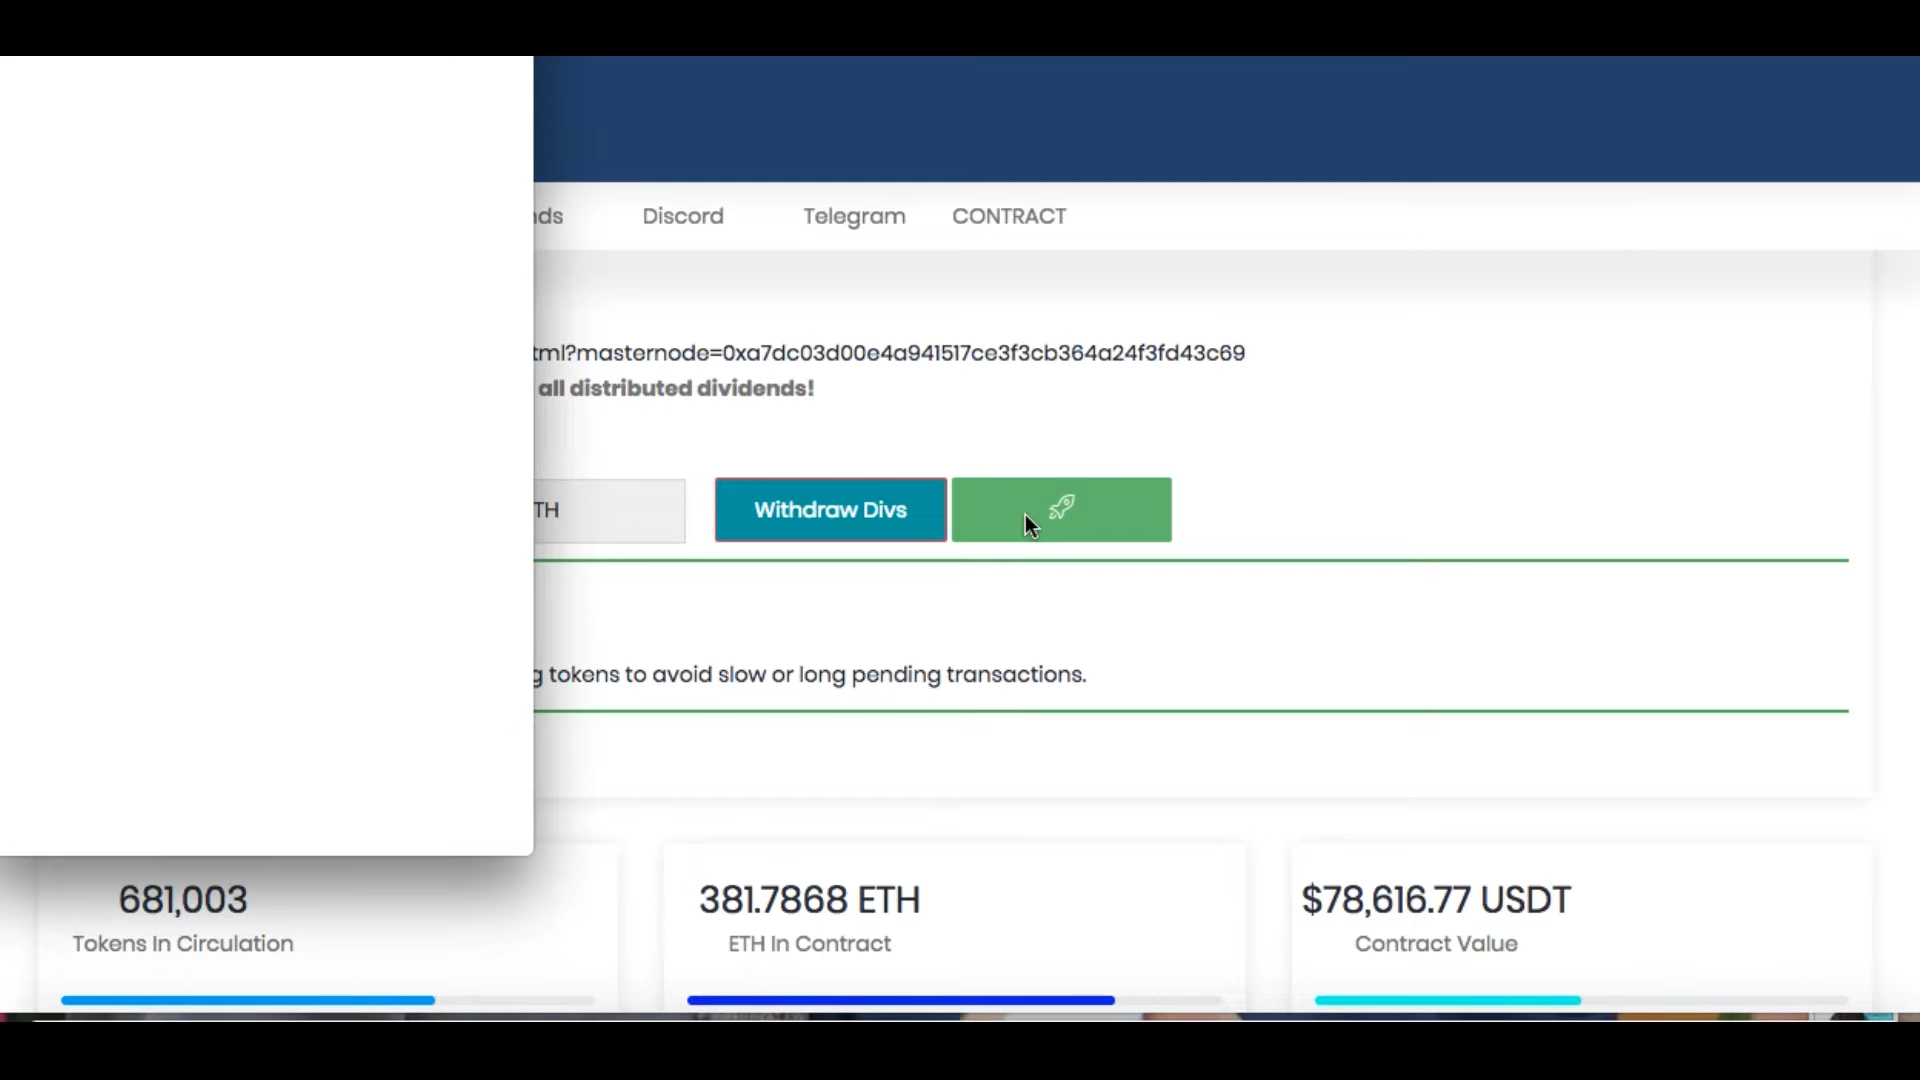 Discord Telegram CONTRACT
tml?masternode=0xa7dc03d00e4a941517ce3f3cb364a24f3fd43c69
all distributed dividends!
TH Withdraw Divs
g tokens to avoid slow or long pending transactions.
681,003 381.7868 ETH $78,616.77 USDT
Tokens In Circulation ETH In Contract Contract Value